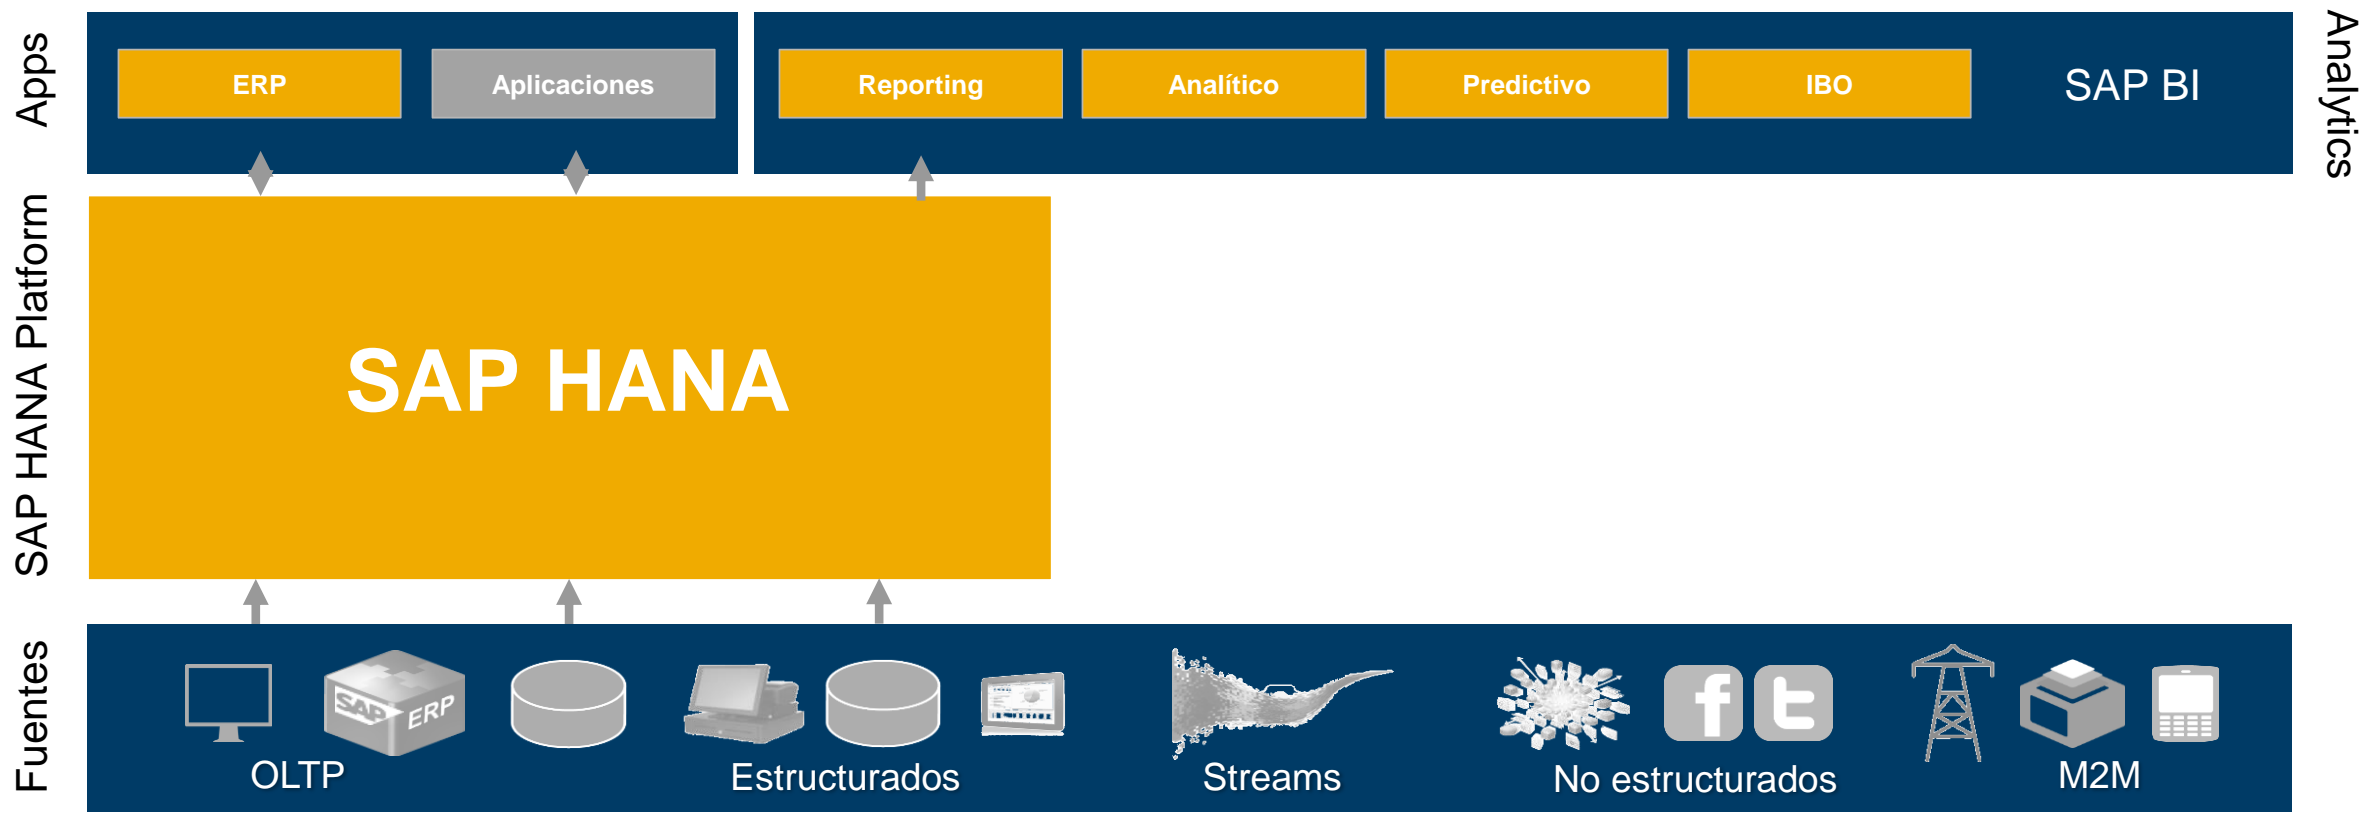 Apps
ERP
Aplicaciones
Reporting
Analítico
Predictivo
IBO
SAP BI
Analytics
SAP HANA Platform
SAP HANA
Fuentes
SAP ERP
f
t
OLTP
Estructurados
Streams
No estructurados
M2M